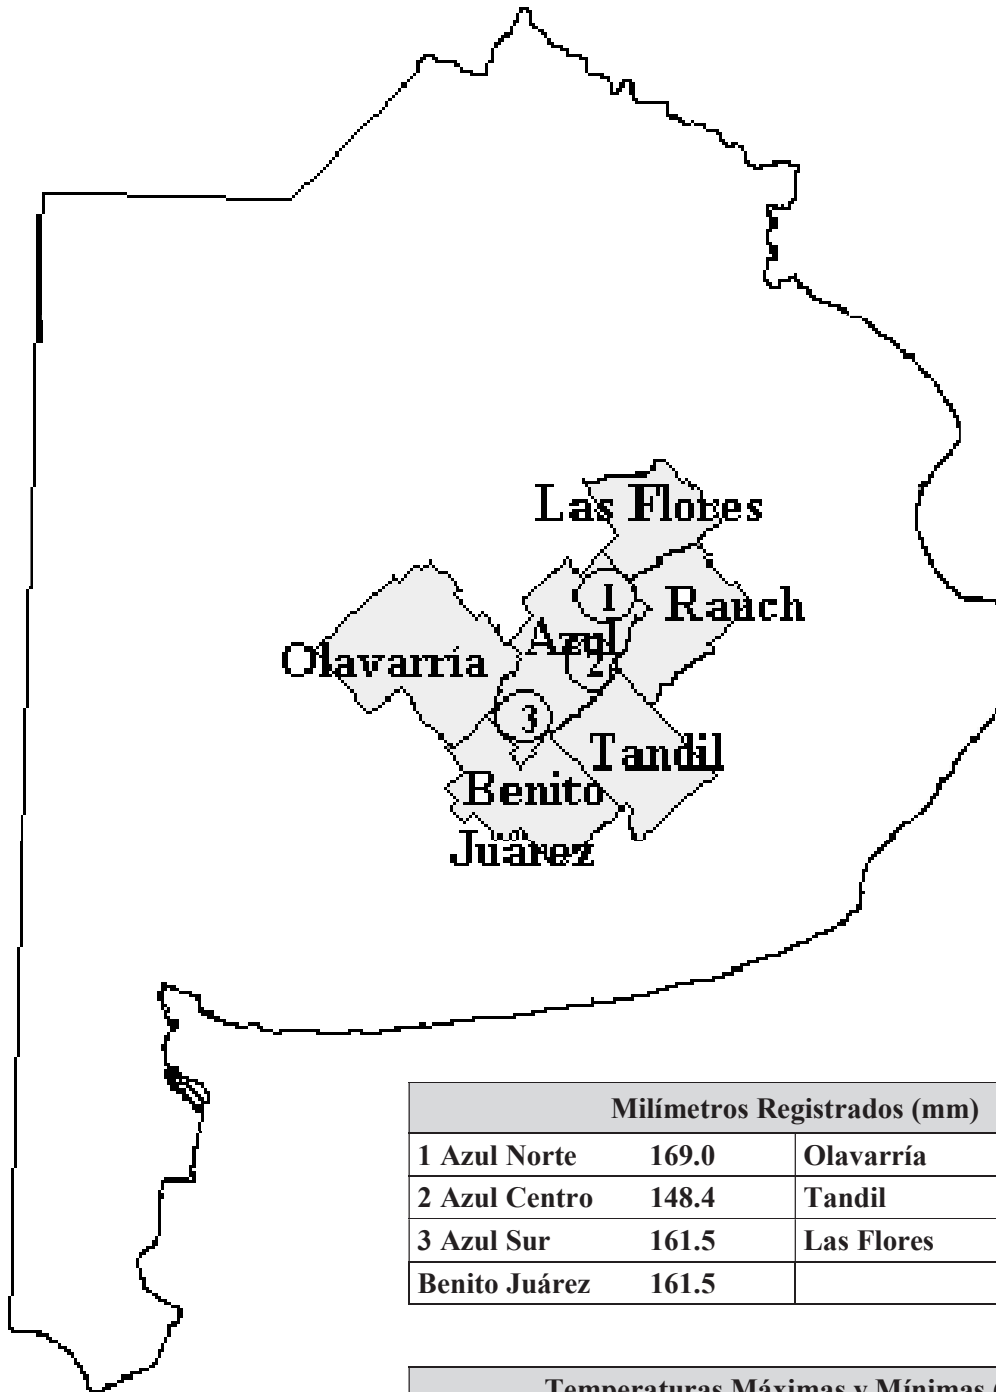 Las Flores
1
Rauch
Azul
Olavarría
2
3
Tandil
Benito
Juárez
Milímetros Registrados (mm)
1 Azul Norte 169.0 Olavarría
2 Azul Centro 148.4 Tandil
3 Azul Sur 161.5 Las Flores
Benito Juárez 161.5
Temperaturas Máximas y Mínimas (